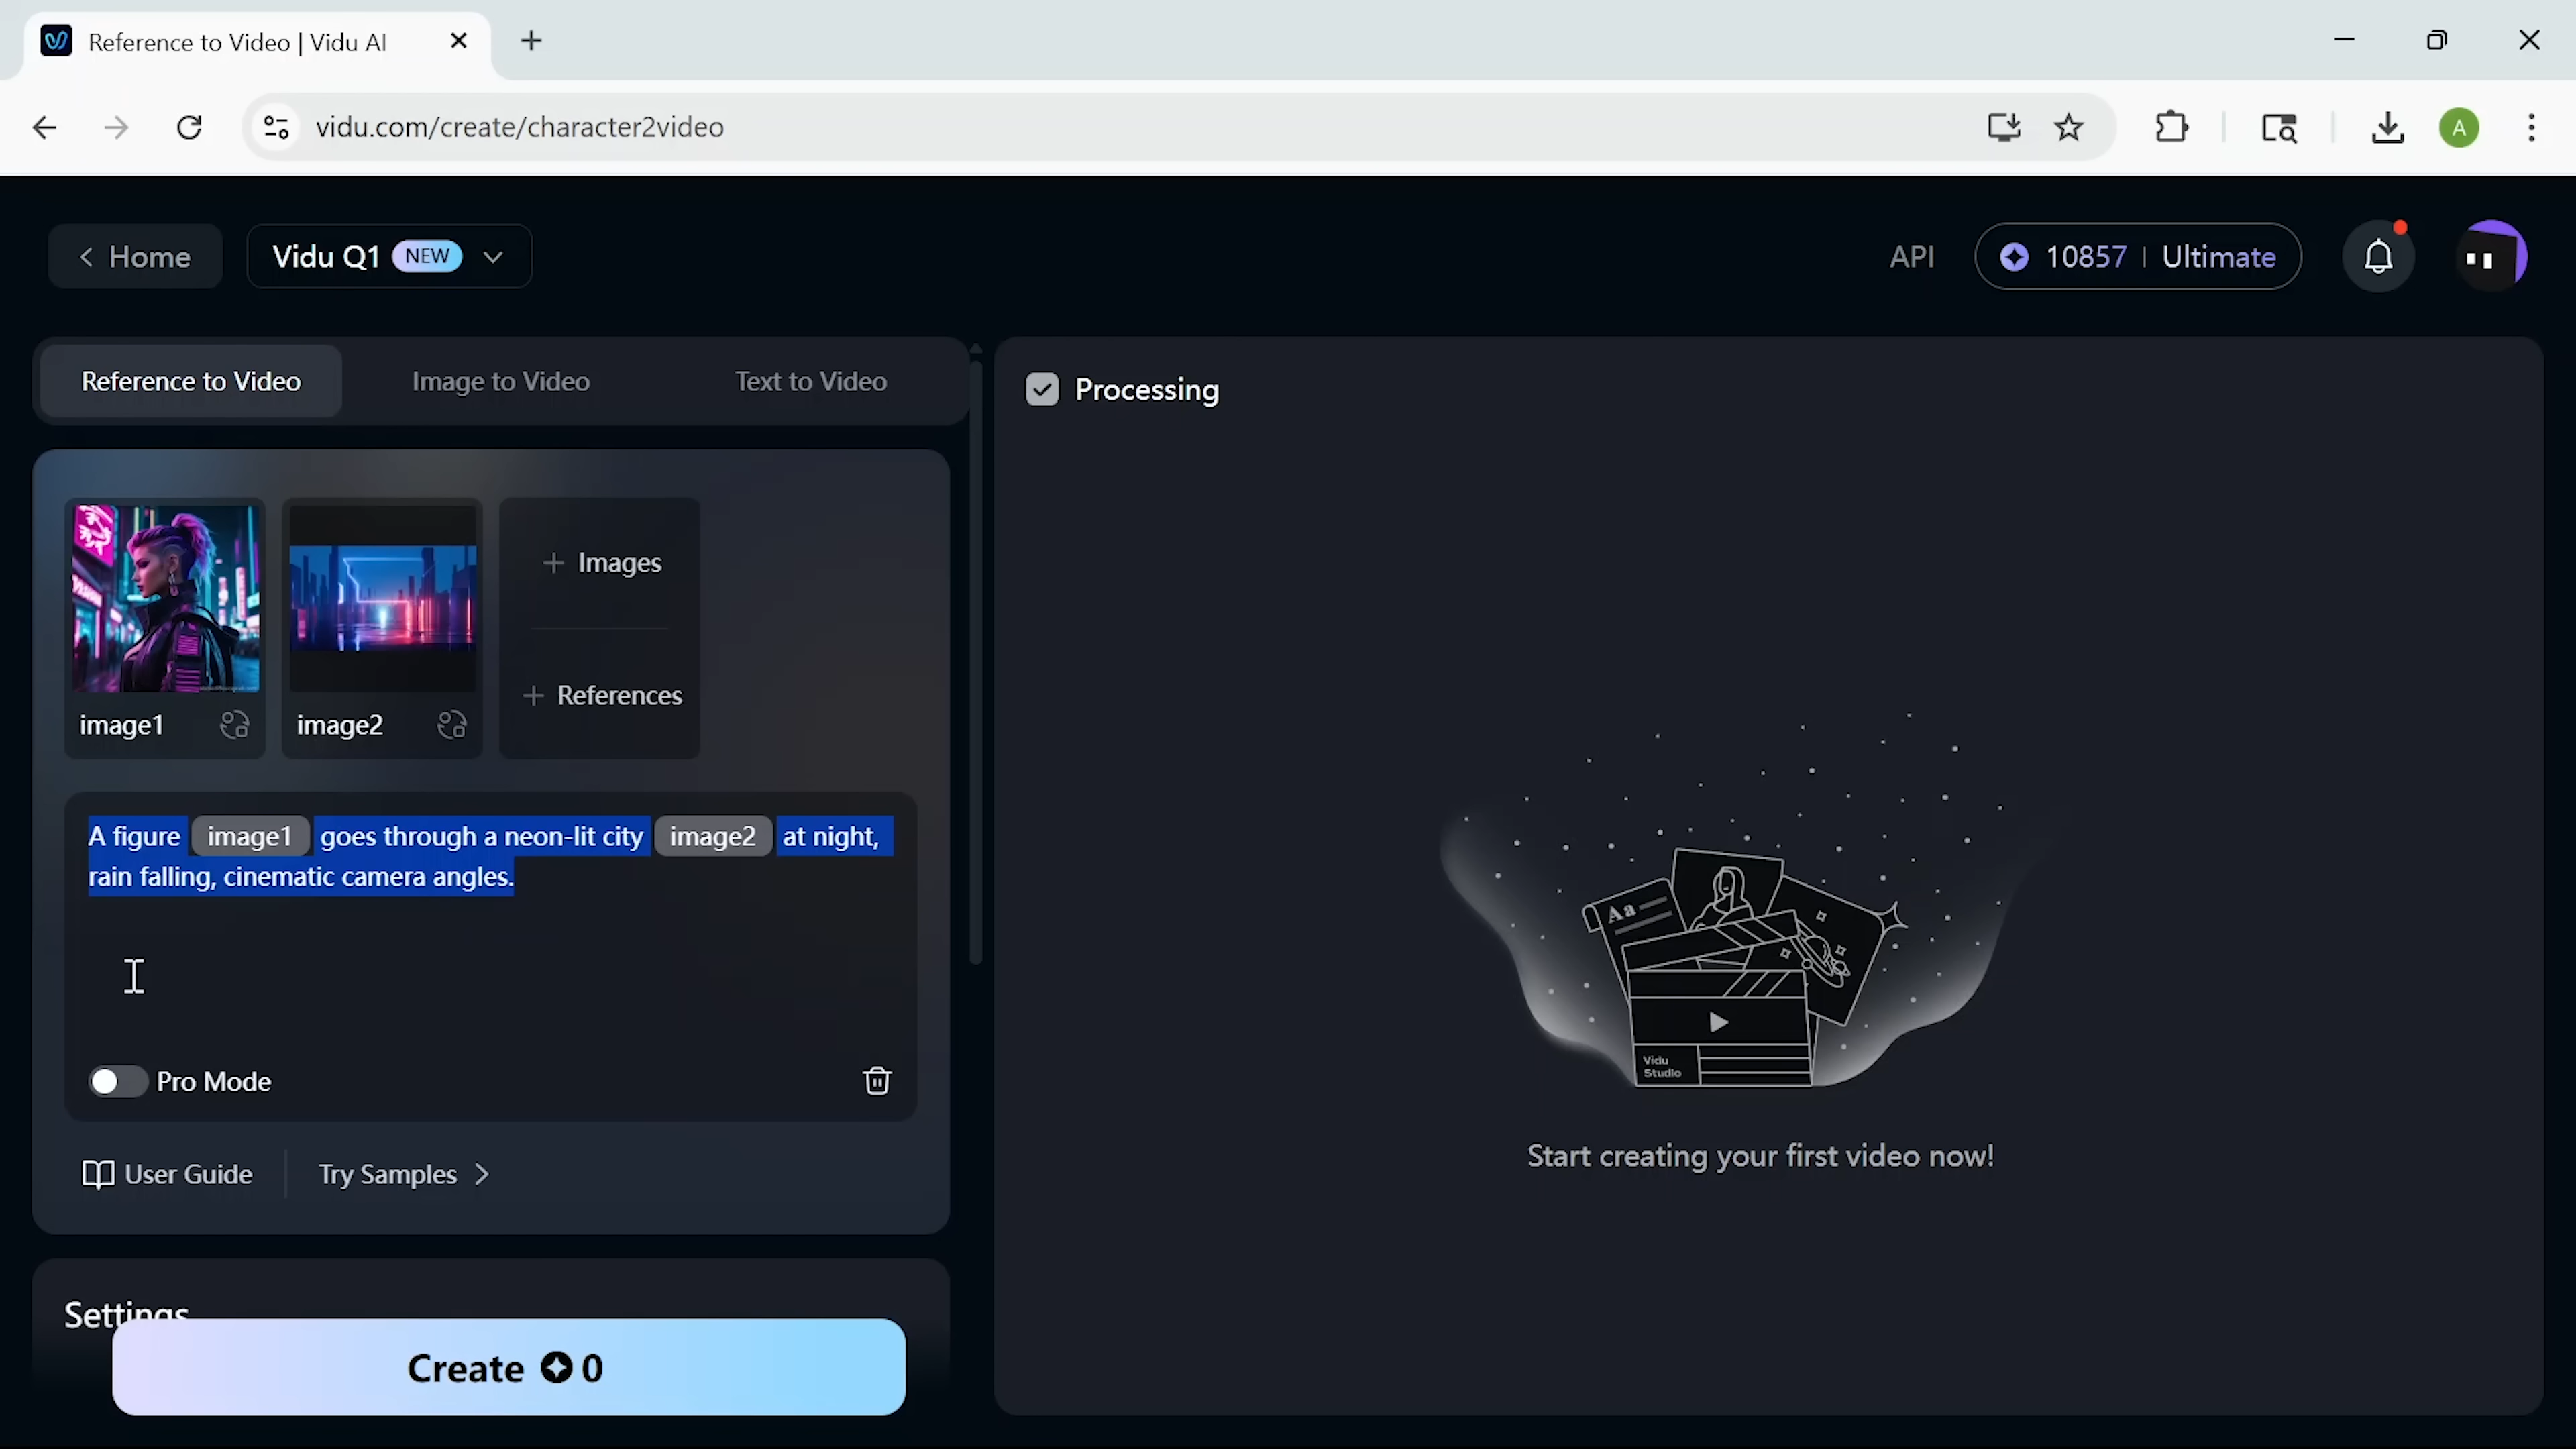 Reference to Video | Vidu AI
vidu.com/create/character2video
A
Home
Vidu Q1 NEW
API
10857 | Ultimate
Reference to Video
Image to Video
Text to Video
Processing
+ Images
+ References
image1
image2
A figure image1 goes through a neon-lit city image2 at night,
rain falling, cinematic camera angles.
Pro Mode
User Guide
Try Samples
Aa
Vidu
Studio
Start creating your first video now!
Settings
Create 0